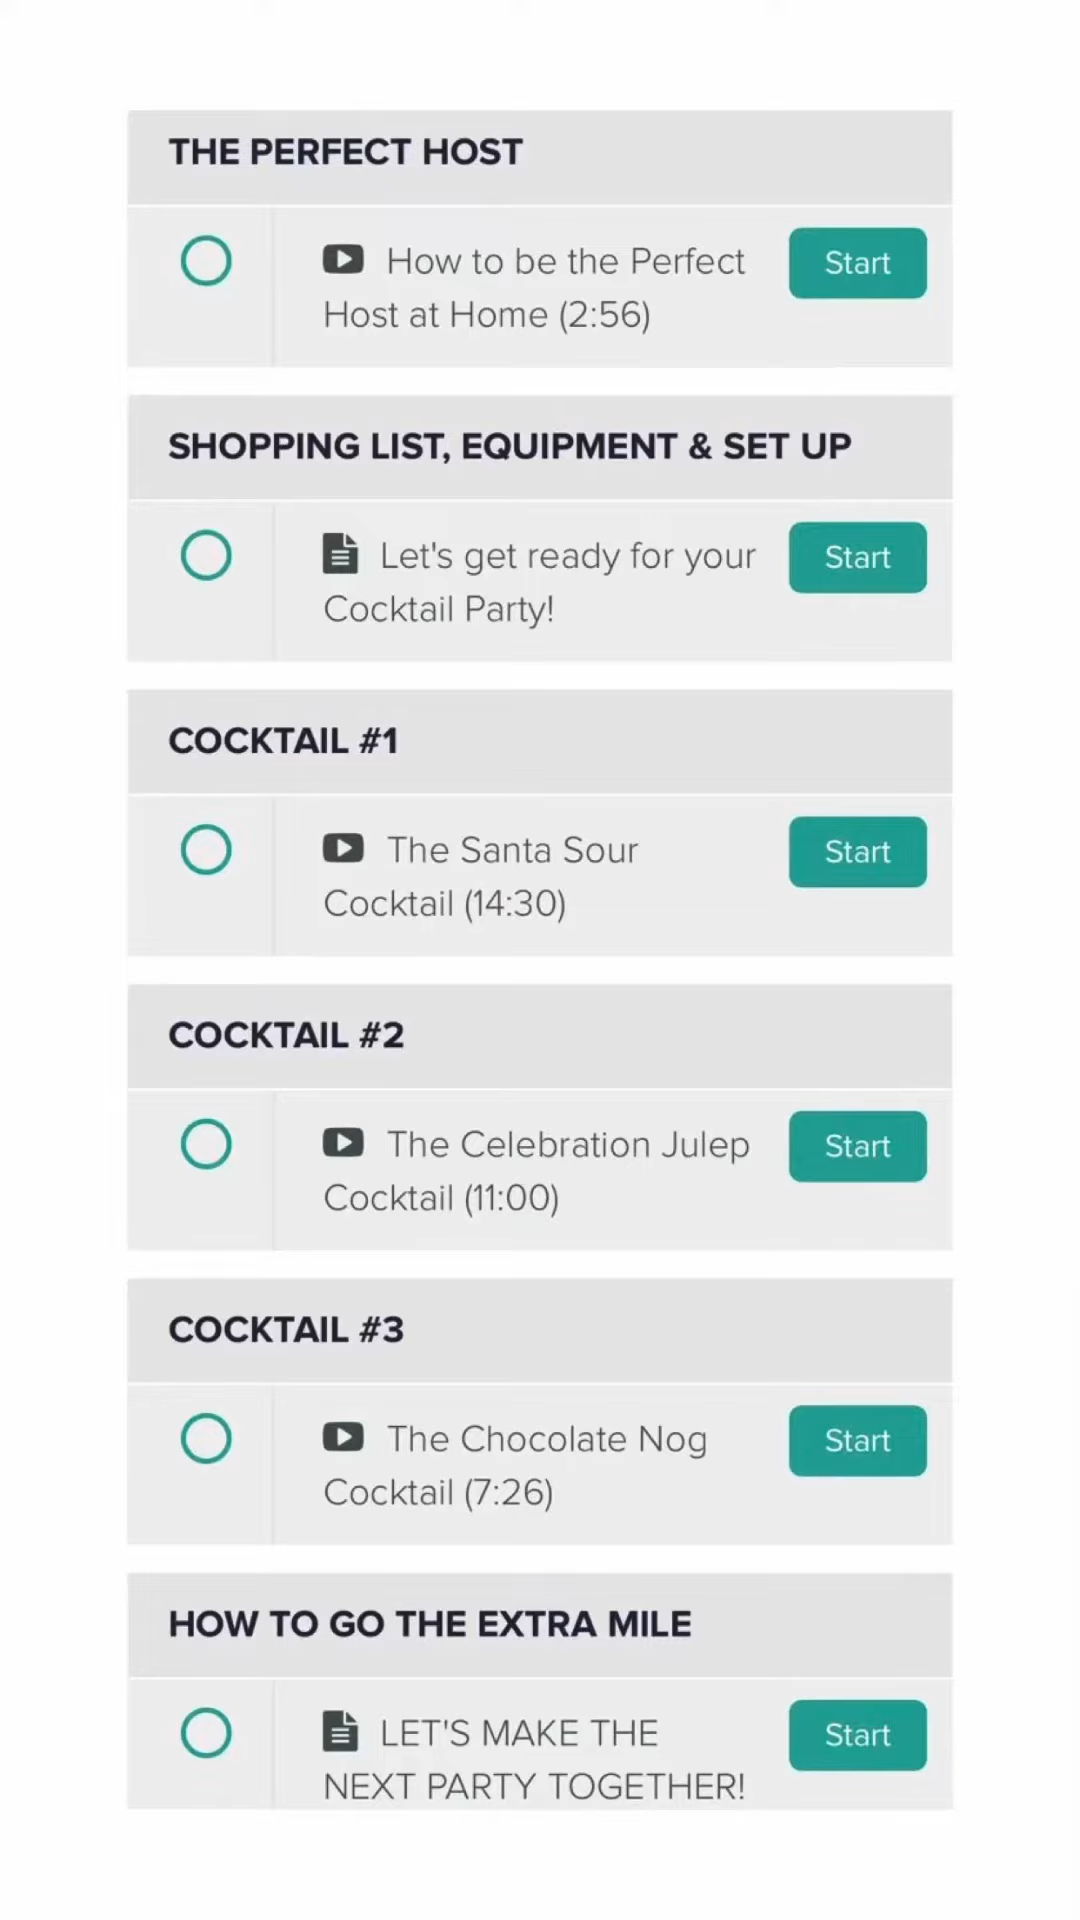 THE PERFECT HOST
How to be the Perfect
Start
Host at Home (2:56)
SHOPPING LIST, EQUIPMENT & SET UP
Let's get ready for your
Start
Cocktail Party!
COCKTAIL #1
The Santa Sour
Start
Cocktail (14:30)
COCKTAIL #2
The Celebration Julep
Start
Cocktail (11:00)
COCKTAIL #3
The Chocolate Nog
Start
Cocktail (7:26)
HOW TO GO THE EXTRA MILE
LET'S MAKE THE
Start
NEXT PARTY TOGETHER!